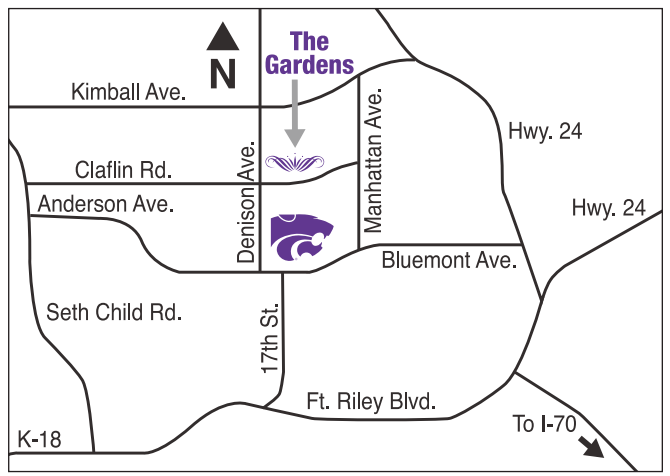 The
Gardens
N
Kimball Ave.
Manhattan Ave.
Hwy. 24
Claflin Rd.
Denison Ave.
Anderson Ave.
Hwy. 24
Bluemont Ave.
Seth Child Rd.
17th St.
Ft. Riley Blvd.
To I-70
K-18